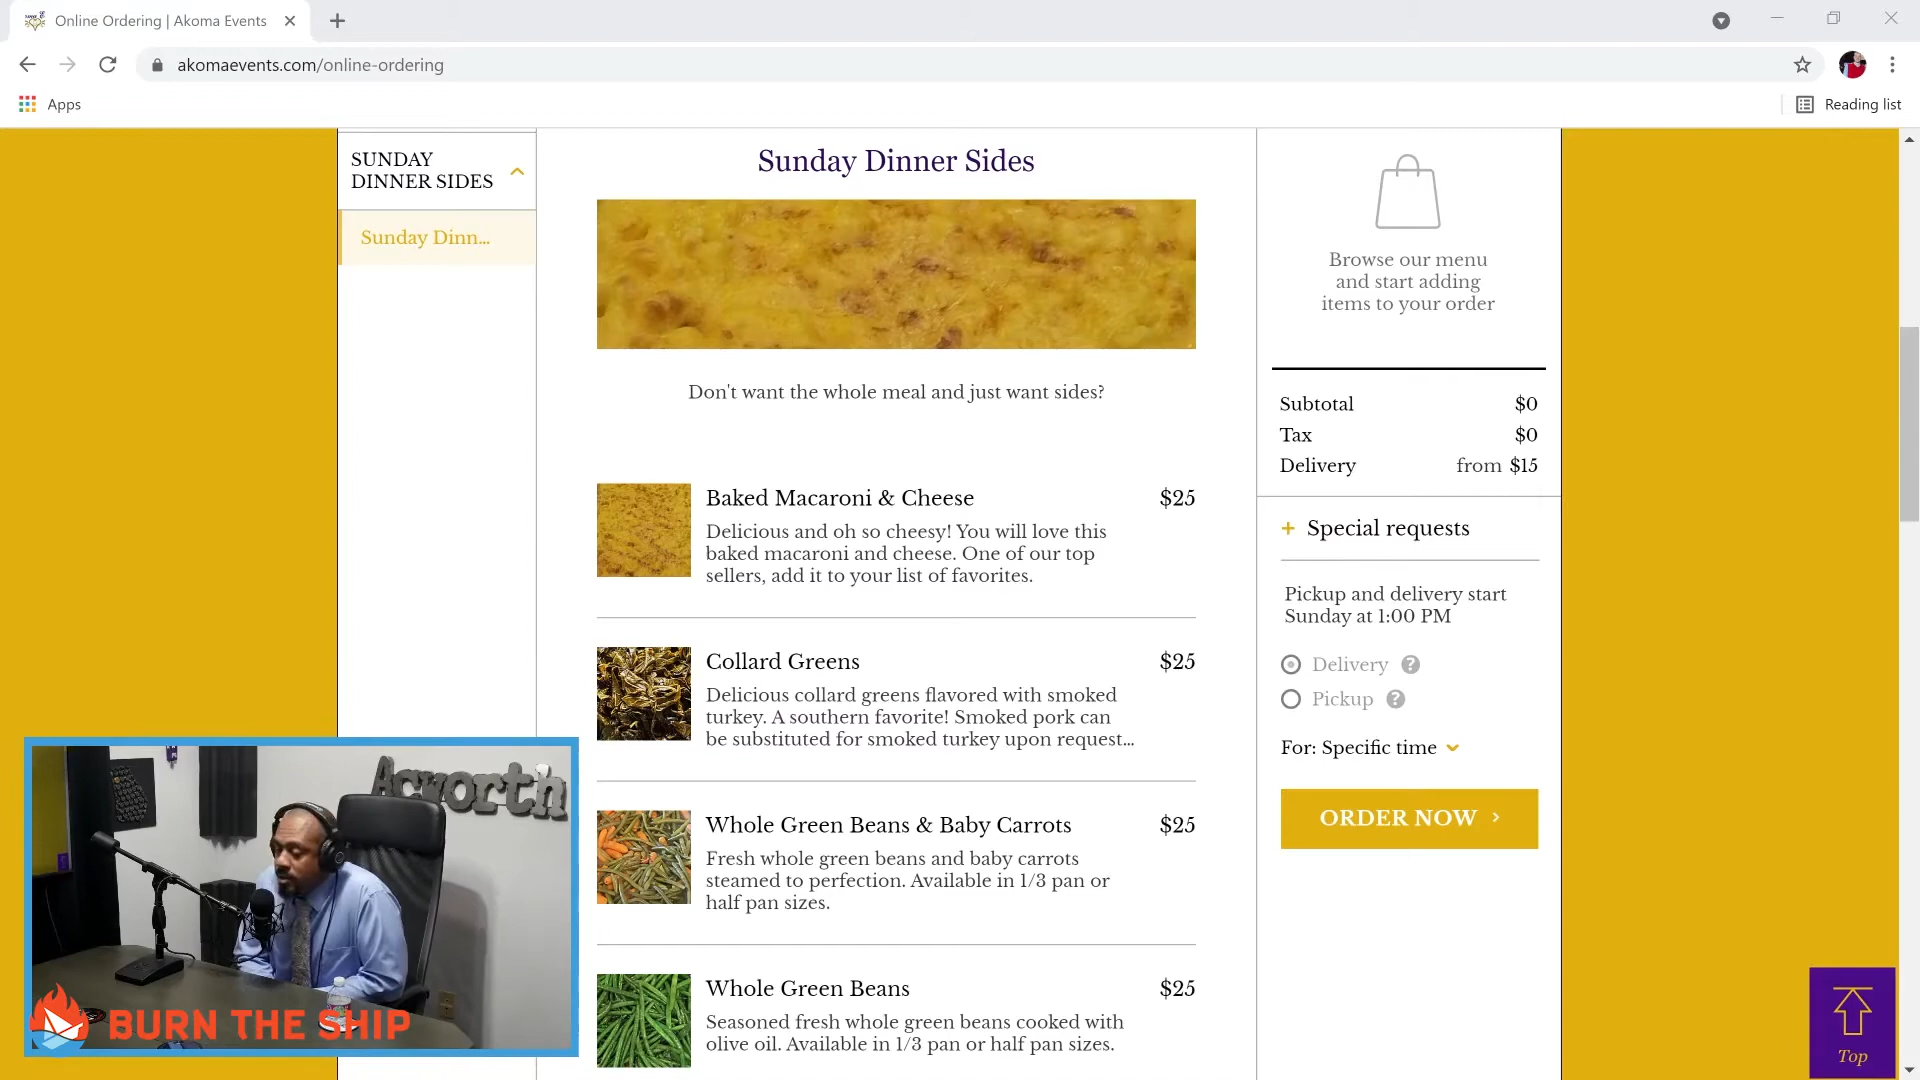 Online Ordering | Akoma Events
akomaevents.com/online-ordering
Apps
Reading list
SUNDAY
DINNER SIDES
Sunday Dinn...
Sunday Dinner Sides
Don't want the whole meal and just want sides?
Baked Macaroni & Cheese $25
Delicious and oh so cheesy! You will love this
baked macaroni and cheese. One of our top
sellers, add it to your list of favorites.
Collard Greens $25
Delicious collard greens flavored with smoked
turkey. A southern favorite! Smoked pork can
be substituted for smoked turkey upon request...
Whole Green Beans & Baby Carrots $25
Fresh whole green beans and baby carrots
steamed to perfection. Available in 1/3 pan or
half pan sizes.
Whole Green Beans $25
Seasoned fresh whole green beans cooked with
olive oil. Available in 1/3 pan or half pan sizes.
Browse our menu
and start adding
items to your order
Subtotal $0
Tax $0
Delivery from $15
+ Special requests
Pickup and delivery start
Sunday at 1:00 PM
Delivery ?
Pickup ?
For: Specific time
ORDER NOW >
Top
Acworth
BURN THE SHIP